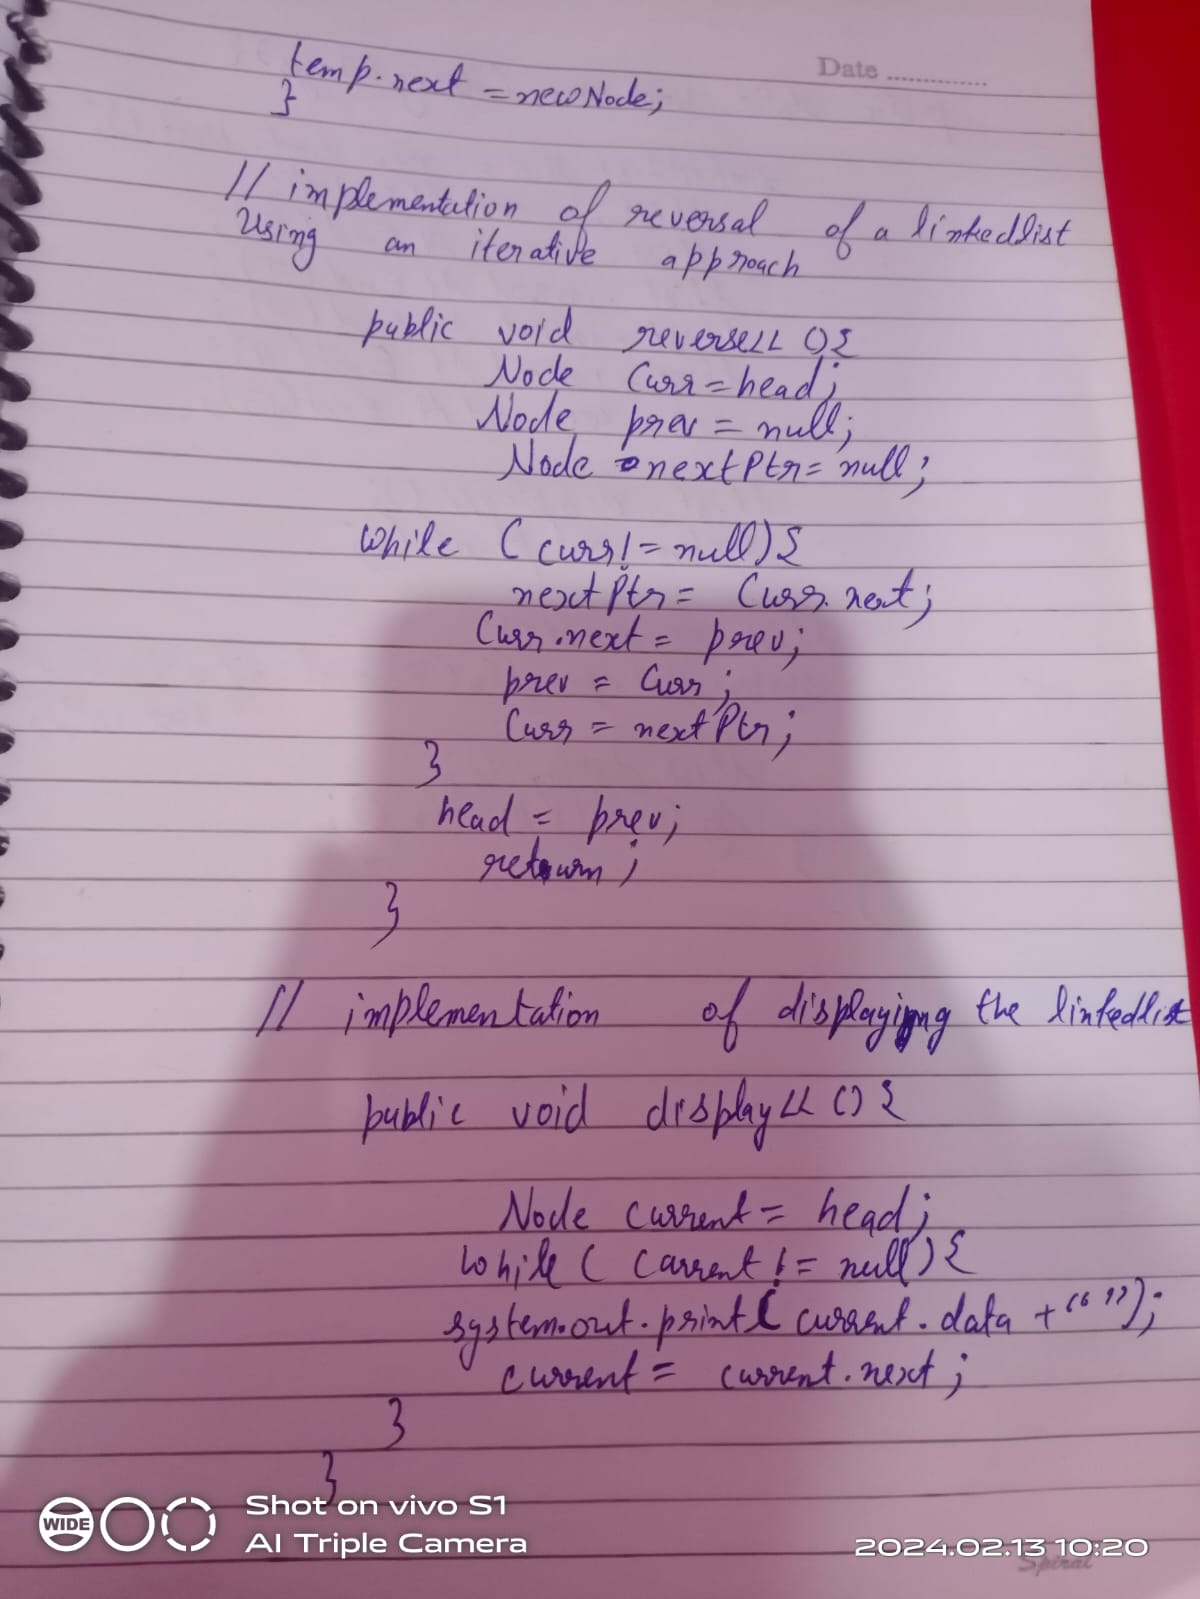 Date ..............
temp.next = newNode;
}
// implementation of reversal of a linkedlist
Using an iterative approach
public void reverseLL (){
Node Curr = head;
Node prev = null;
Node nextPtr = null;
while ( curr! = null) {
nextPtr = Curr. next;
Curr .next = prev;
prev = Curr ;
Curr = nextPtr;
}
head = prev;
return ;
}
// implementation of displaying the linkedlist
public void displayLL () {
Node current = head;
while ( current ! = null) {
system.out.print( current . data + " ");
current = current .next ;
}
}
WIDE
Shot on vivo S1
AI Triple Camera
2024.02.13 10:20
Spiral